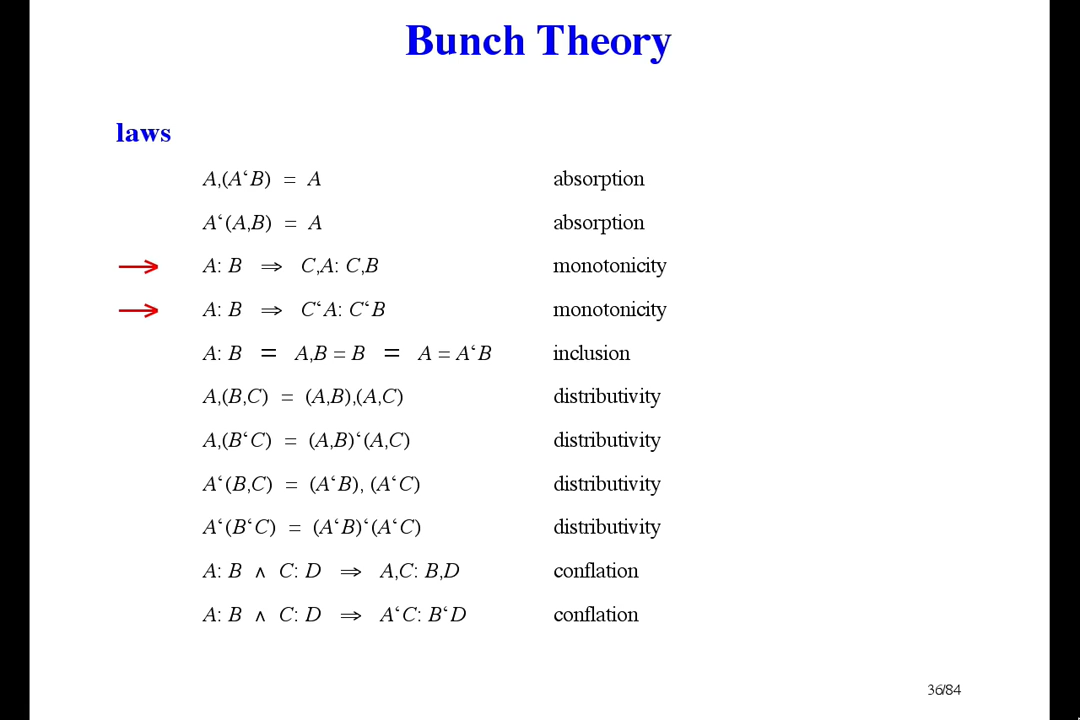 Bunch Theory
laws
A,(A‘B) = A absorption
A‘(A,B) = A absorption
A: B ⇒ C,A: C,B monotonicity
A: B ⇒ C‘A: C‘B monotonicity
A: B = A,B = B = A = A‘B inclusion
A,(B,C) = (A,B),(A,C) distributivity
A,(B‘C) = (A,B)‘(A,C) distributivity
A‘(B,C) = (A‘B), (A‘C) distributivity
A‘(B‘C) = (A‘B)‘(A‘C) distributivity
A: B ∧ C: D ⇒ A,C: B,D conflation
A: B ∧ C: D ⇒ A‘C: B‘D conflation
36/84